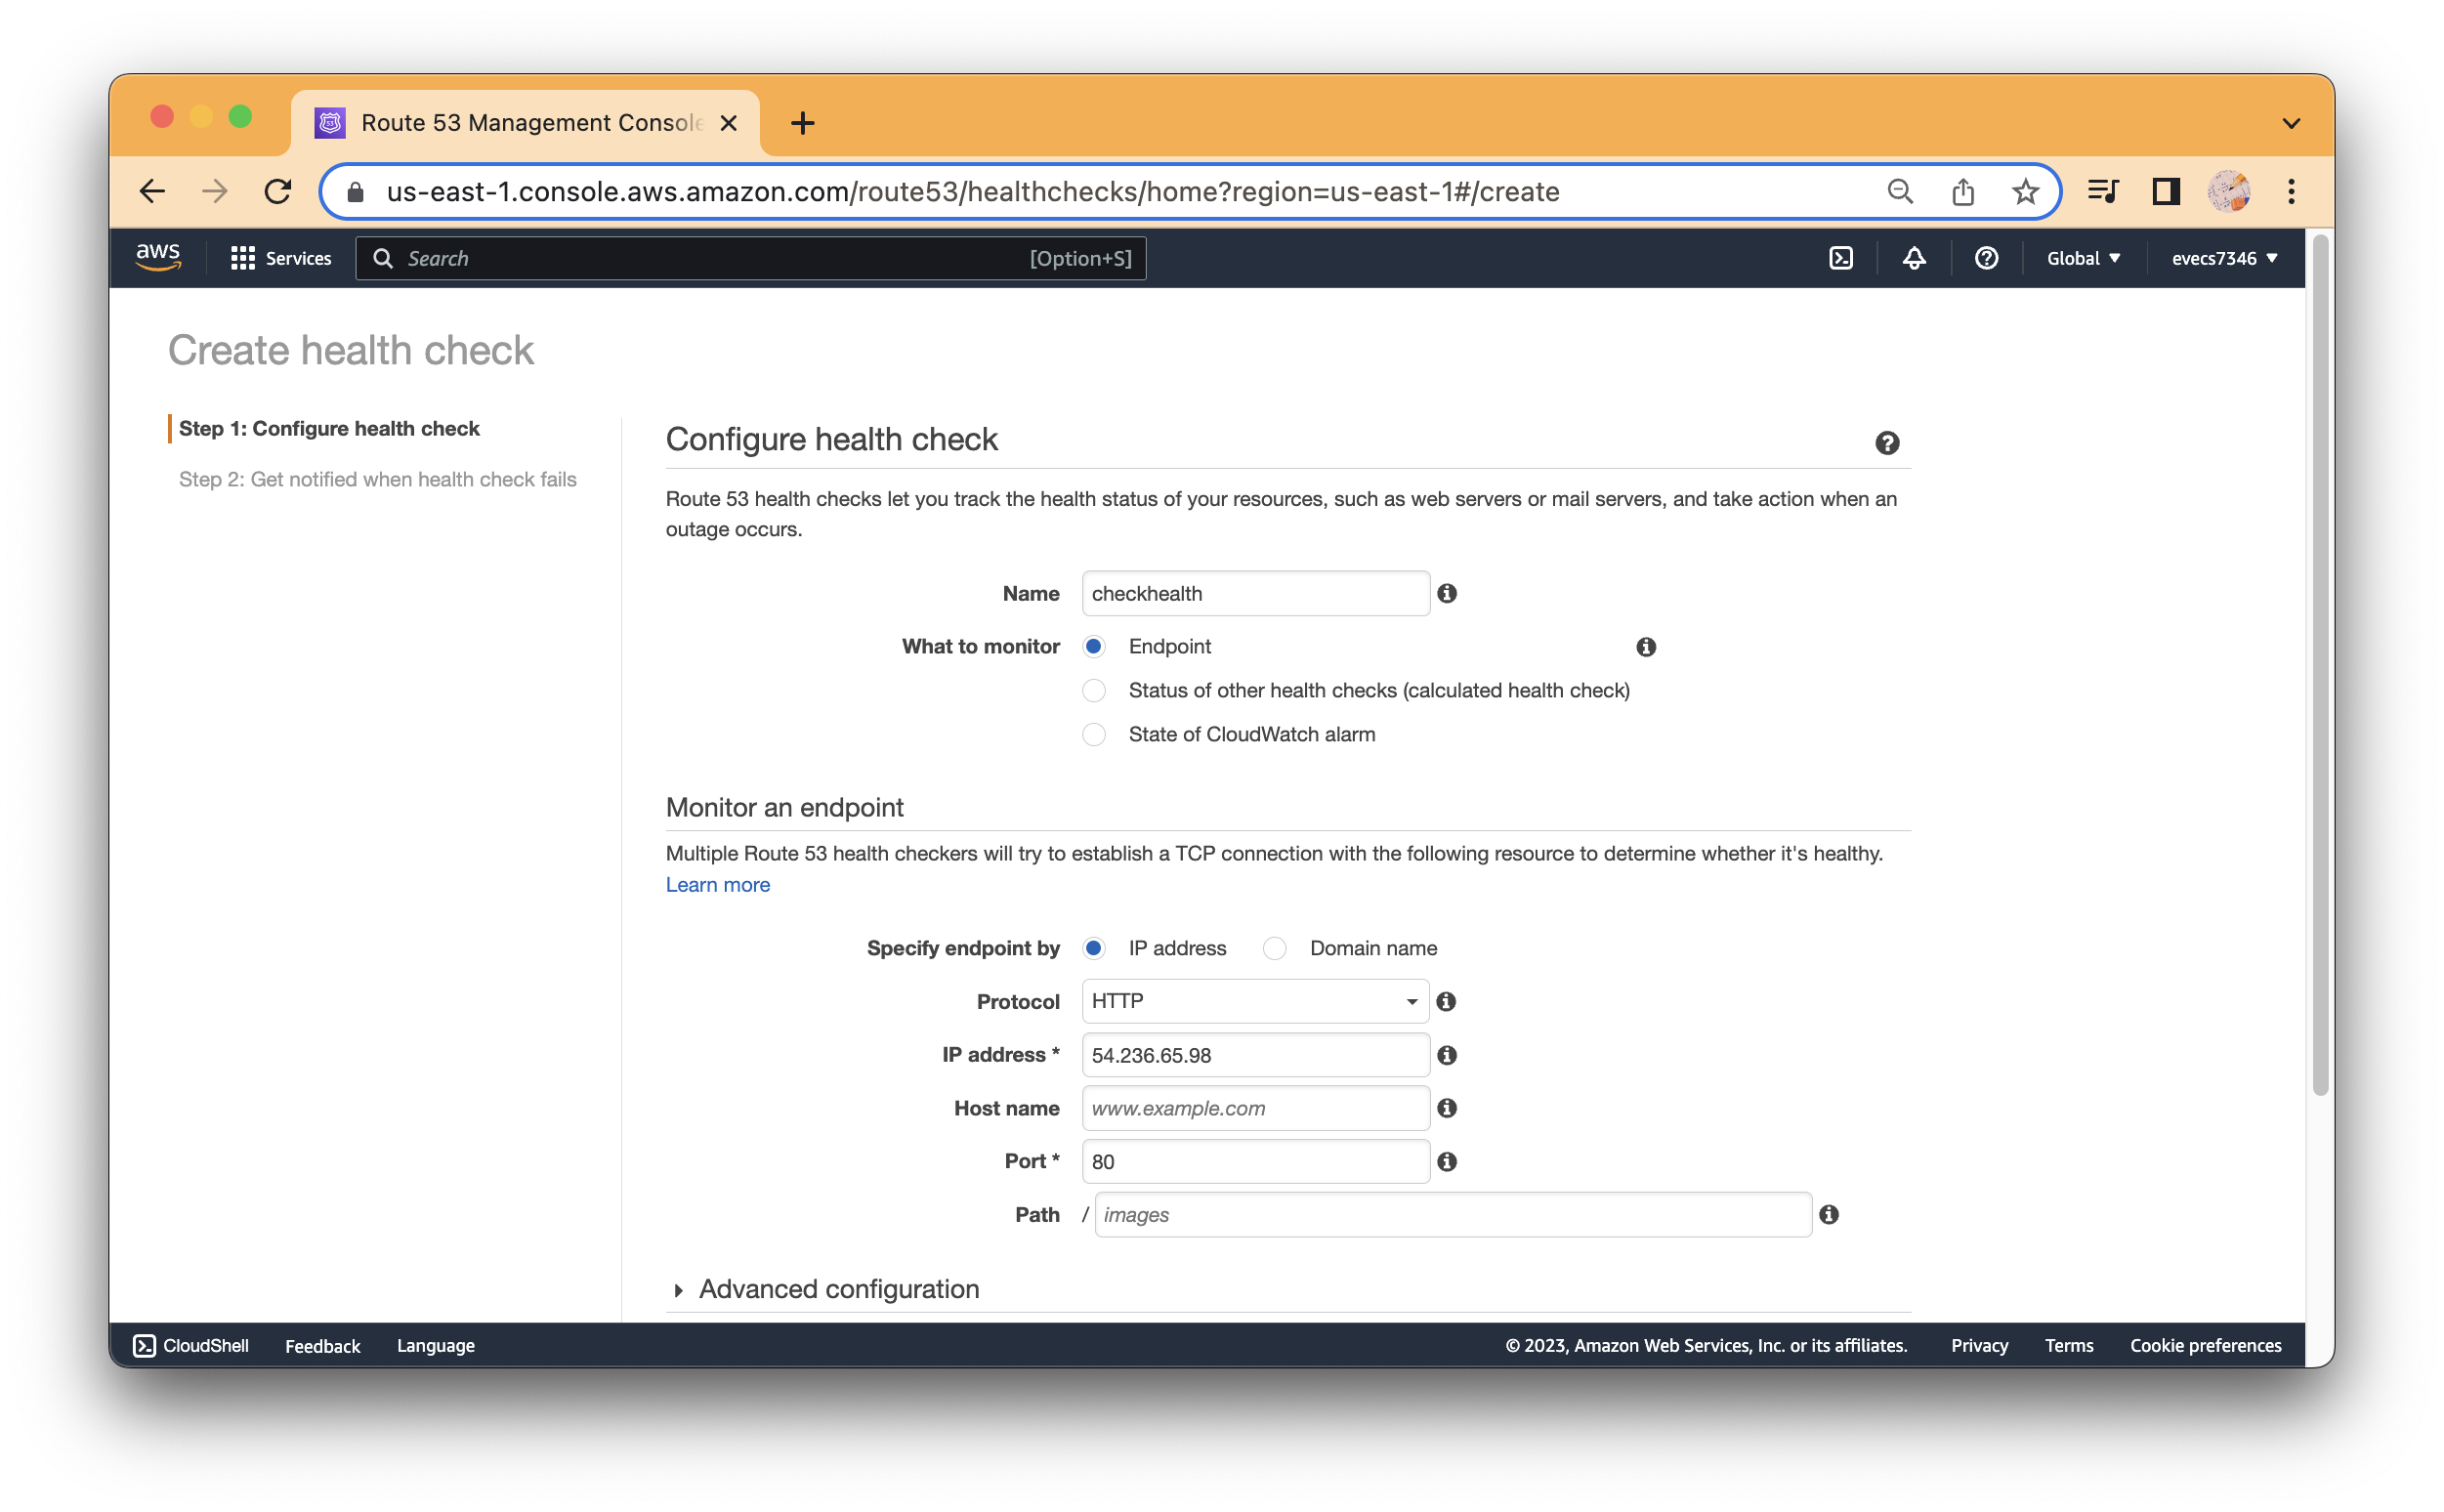 Route 53 Management Console
us-east-1.console.aws.amazon.com/route53/healthchecks/home?region=us-east-1#/create
aws Services Search [Option+S] Global evecs7346
Create health check
Step 1: Configure health check
Step 2: Get notified when health check fails
Configure health check
Route 53 health checks let you track the health status of your resources, such as web servers or mail servers, and take action when an
outage occurs.
Name checkhealth
What to monitor Endpoint
Status of other health checks (calculated health check)
State of CloudWatch alarm
Monitor an endpoint
Multiple Route 53 health checkers will try to establish a TCP connection with the following resource to determine whether it's healthy.
Learn more
Specify endpoint by IP address Domain name
Protocol HTTP
IP address * 54.236.65.98
Host name www.example.com
Port * 80
Path / images
Advanced configuration
CloudShell Feedback Language © 2023, Amazon Web Services, Inc. or its affiliates. Privacy Terms Cookie preferences